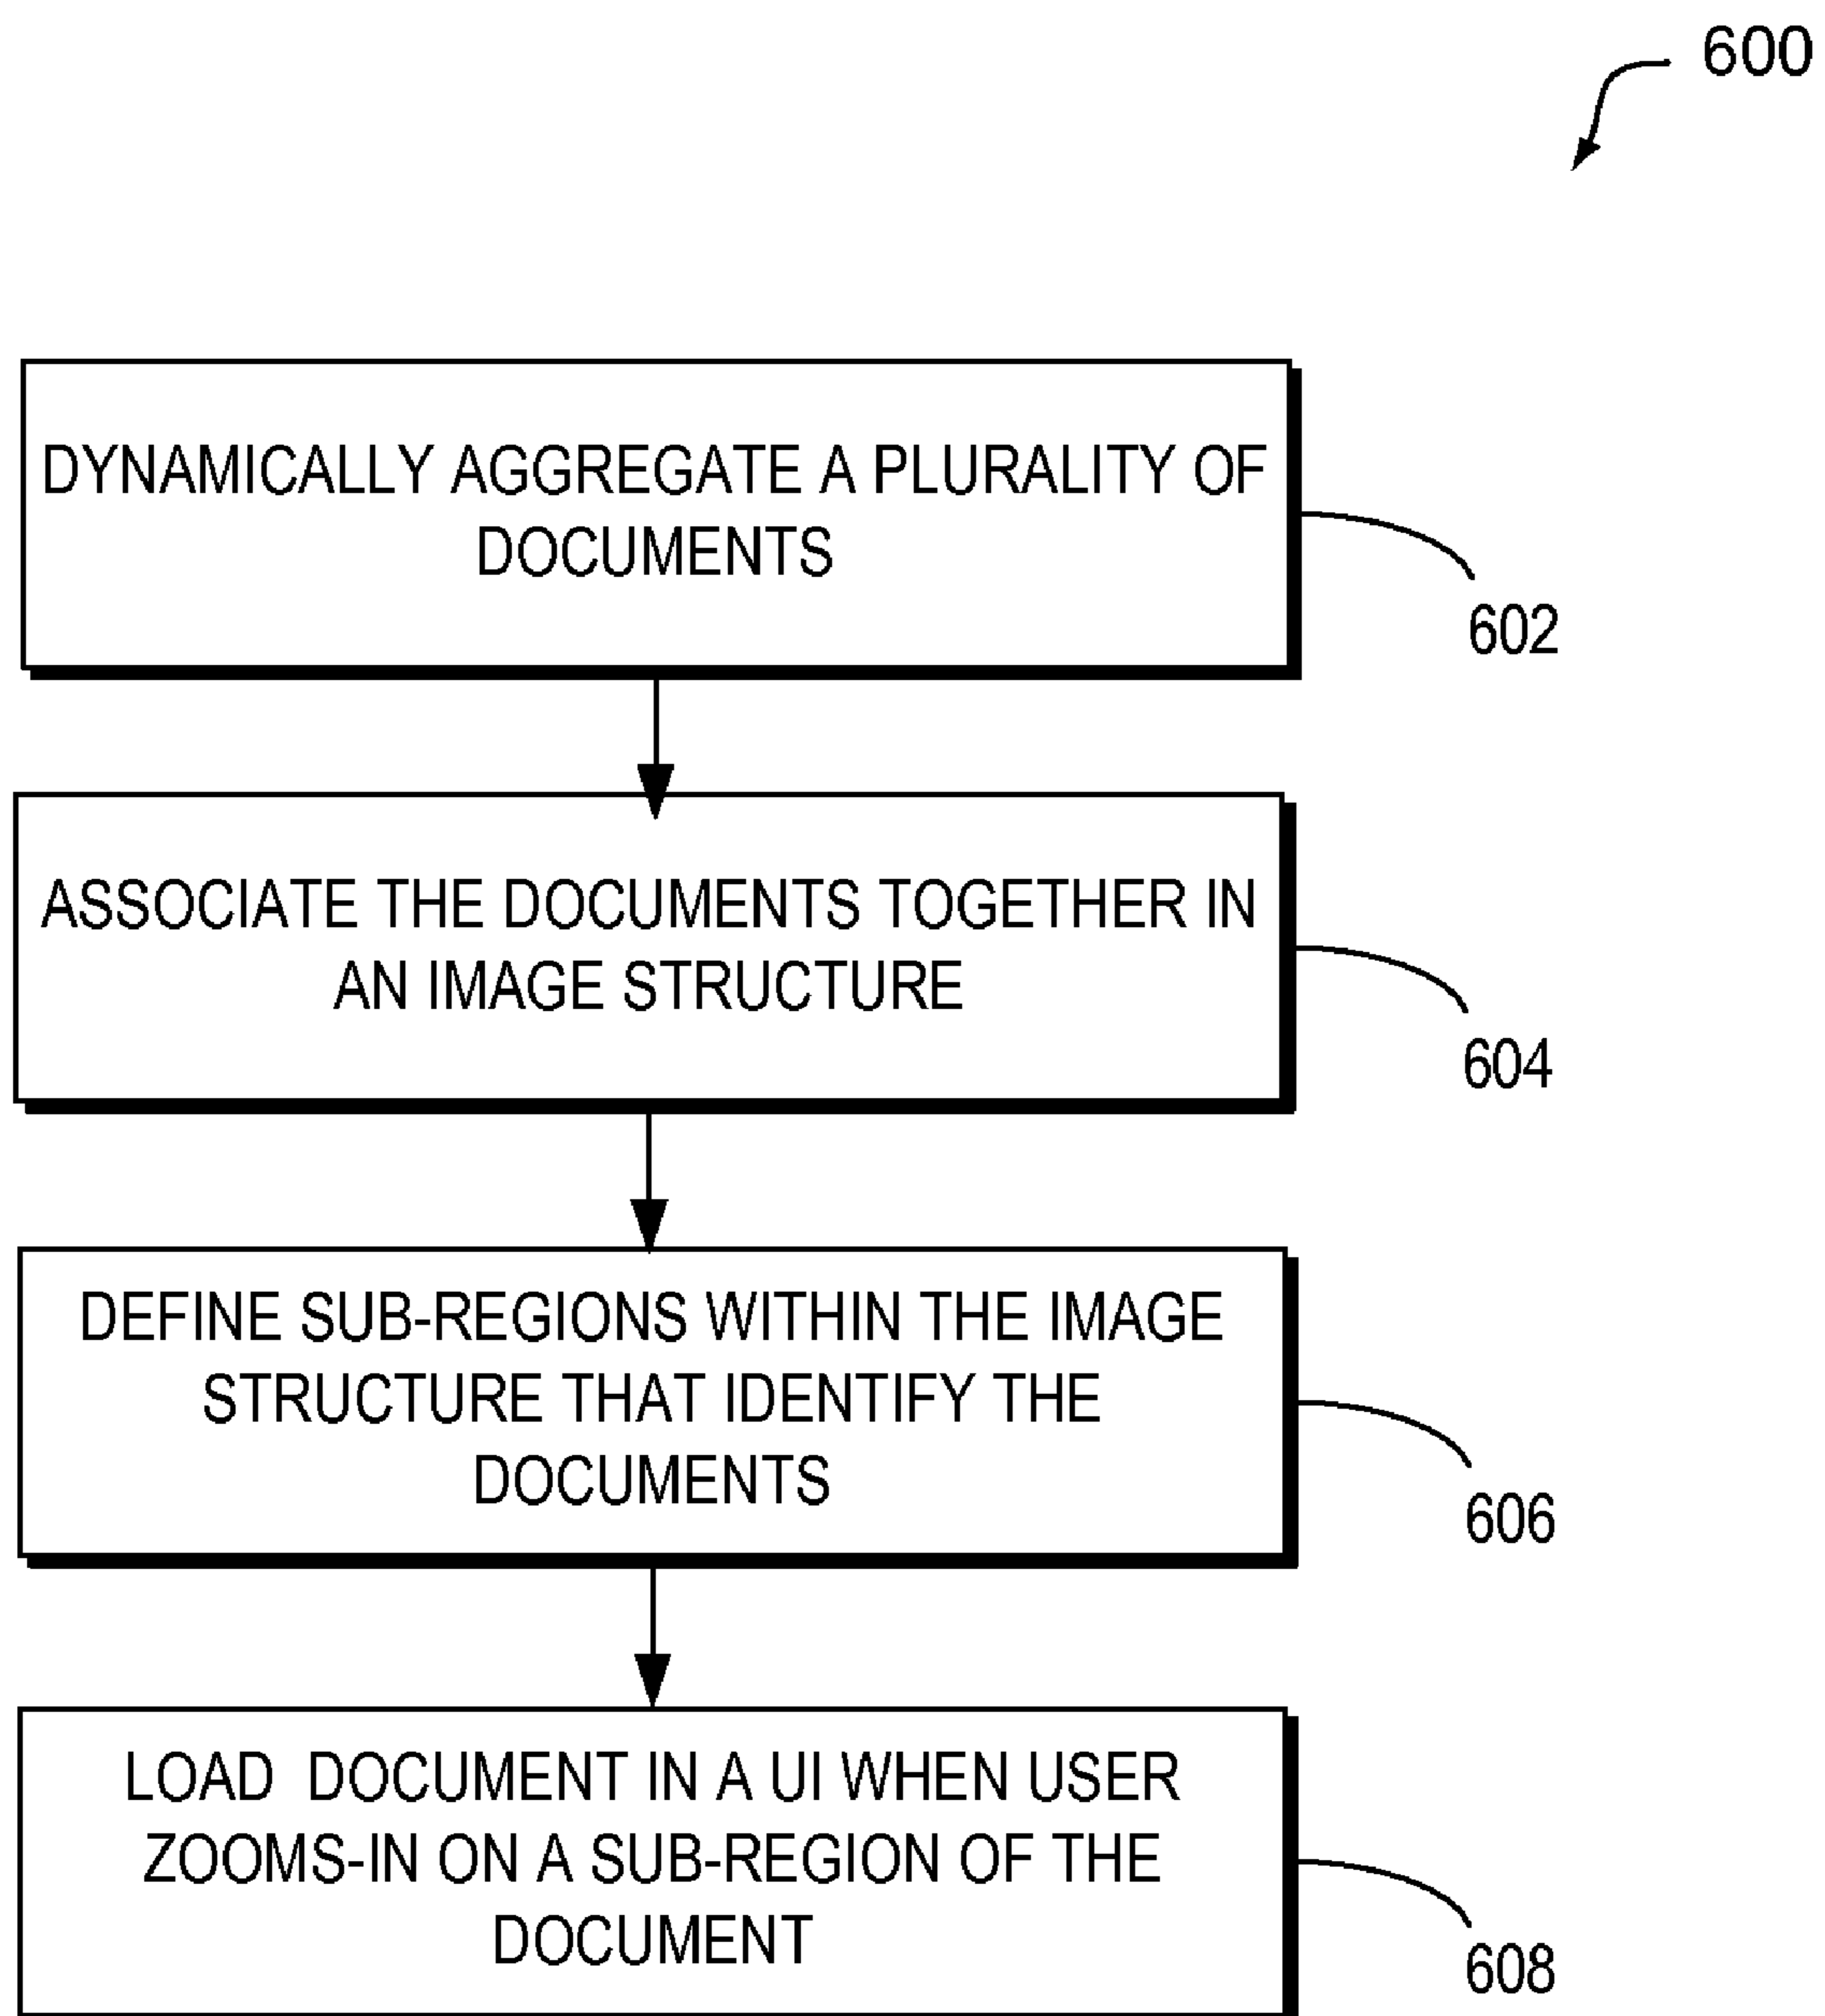 600
DYNAMICALLY AGGREGATE A PLURALITY OF
DOCUMENTS
602
ASSOCIATE THE DOCUMENTS TOGETHER IN
AN IMAGE STRUCTURE
604
DEFINE SUB-REGIONS WITHIN THE IMAGE
STRUCTURE THAT IDENTIFY THE
DOCUMENTS
606
LOAD DOCUMENT IN A UI WHEN USER
ZOOMS-IN ON A SUB-REGION OF THE
DOCUMENT
608